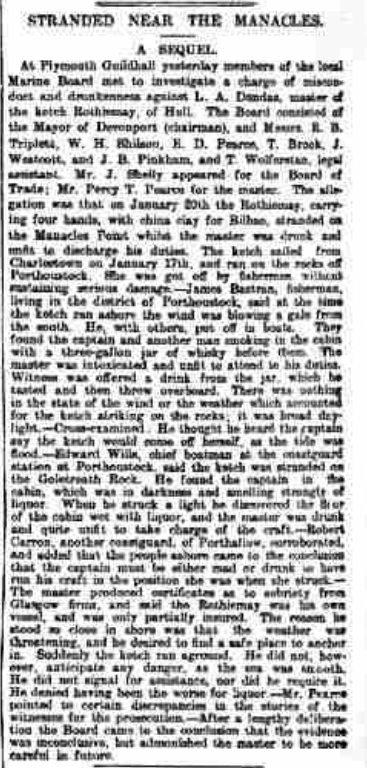 STRANDED NEAR THE MANACLES.
A SEQUEL.
At Plymouth Guildhall yesterday members of the local
Marine Board met to investigate a charge of miscon-
duct and drunkenness against L. A. Dundas, master of
the ketch Rothiemay, of Hull. The Board consisted of
the Mayor of Devonport (chairman), and Messrs. R. B.
Triplett, W. H. Shilson, E. D. Pearce, T. Brook, J.
Westcott, and J. B. Pinkham, and T. Wolferstan, legal
assistant. Mr. J. Shelly appeared for the Board of
Trade; Mr. Percy T. Pearce for the master. The alle-
gation was that on January 20th the Rothiemay, carry-
ing four hands, with china clay for Bilbao, stranded on
the Manacles Point whilst the master was drunk and
unfit to discharge his duties. The ketch sailed from
Charlestown on January 17th, and ran on the rocks off
Porthoustock. She was got off by fishermen without
sustaining serious damage.—James Bastran, fisherman,
living in the district of Porthoustock, said at the time
the ketch ran ashore the wind was blowing a gale from
the south. He, with others, put off in boats. They
found the captain and another man smoking in the cabin
with a three-gallon jar of whisky before them. The
master was intoxicated and unfit to attend to his duties.
Witness was offered a drink from the jar, which he
tasted and then threw overboard. There was nothing
in the state of the wind or the weather which accounted
for the ketch striking on the rocks; it was broad day-
light.—Cross-examined: He thought he heard the captain
say the ketch would come off herself, as the tide was
flood.—Edward Wills, chief boatman at the coastguard
station at Porthoustock, said the ketch was stranded on
the Rock. He found the captain in the
cabin, which was in darkness and smelling strongly of
liquor. When he struck a light he discovered the floor
of the cabin wet with liquor, and the master was drunk
and quite unfit to take charge of the craft.—Robert
Carron, another coastguard, of Porthallow, corroborated,
and added that the people ashore came to the conclusion
that the captain must be either mad or drunk to have
run his craft in the position she was when she struck.—
The master produced certificates as to sobriety from
Glasgow firms, and said the Rothiemay was his own
vessel, and was only partially insured. The reason he
stood so close in shore was that the weather was
threatening, and he desired to find a safe place to anchor
in. Suddenly the ketch ran aground. He did not, how-
ever, anticipate any danger, as the sea was smooth.
He did not signal for assistance, nor did he require it.
He denied having been the worse for liquor.—Mr. Pearce
pointed to certain discrepancies in the stories of the
witnesses for the prosecution.—After a lengthy delibera-
tion the Board came to the conclusion that the evidence
was inconclusive, but admonished the master to be more
careful in future.